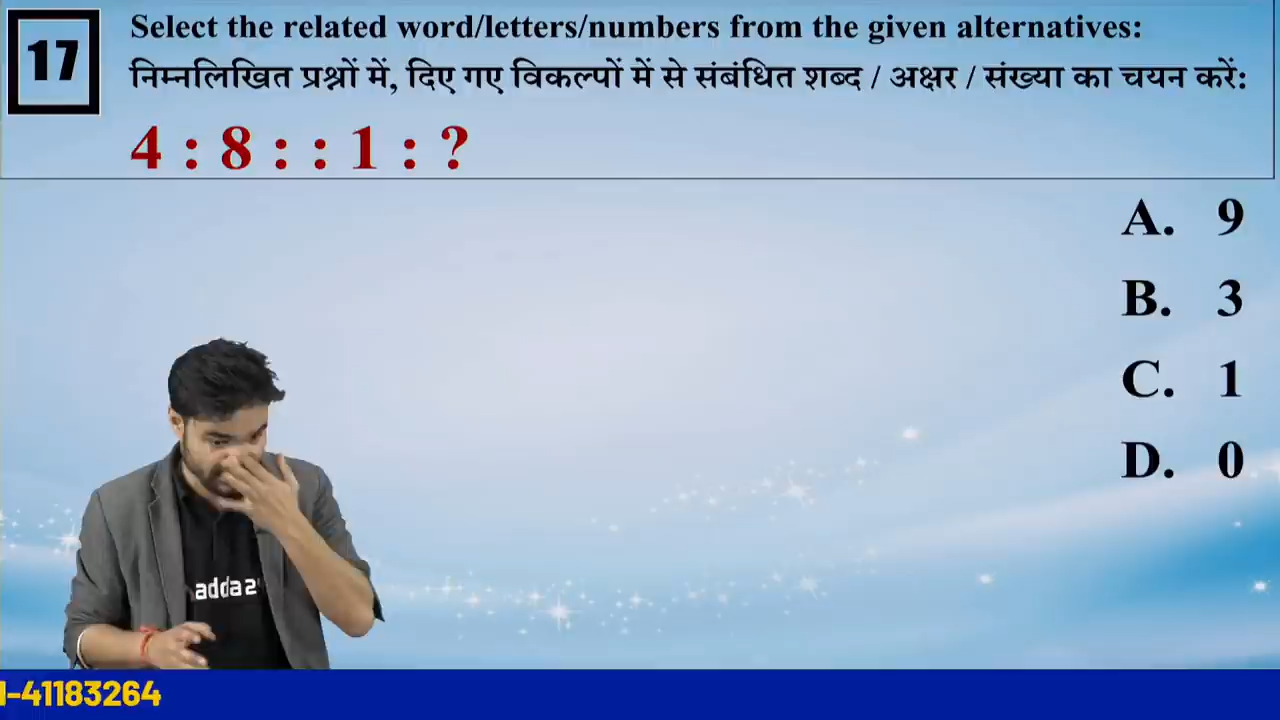 17
Select the related word/letters/numbers from the given alternatives:
निम्नलिखित प्रश्नों में, दिए गए विकल्पों में से संबंधित शब्द / अक्षर / संख्या का चयन करें:
4 : 8 : : 1 : ?
A. 9
B. 3
C. 1
D. 0
adda2
-41183264